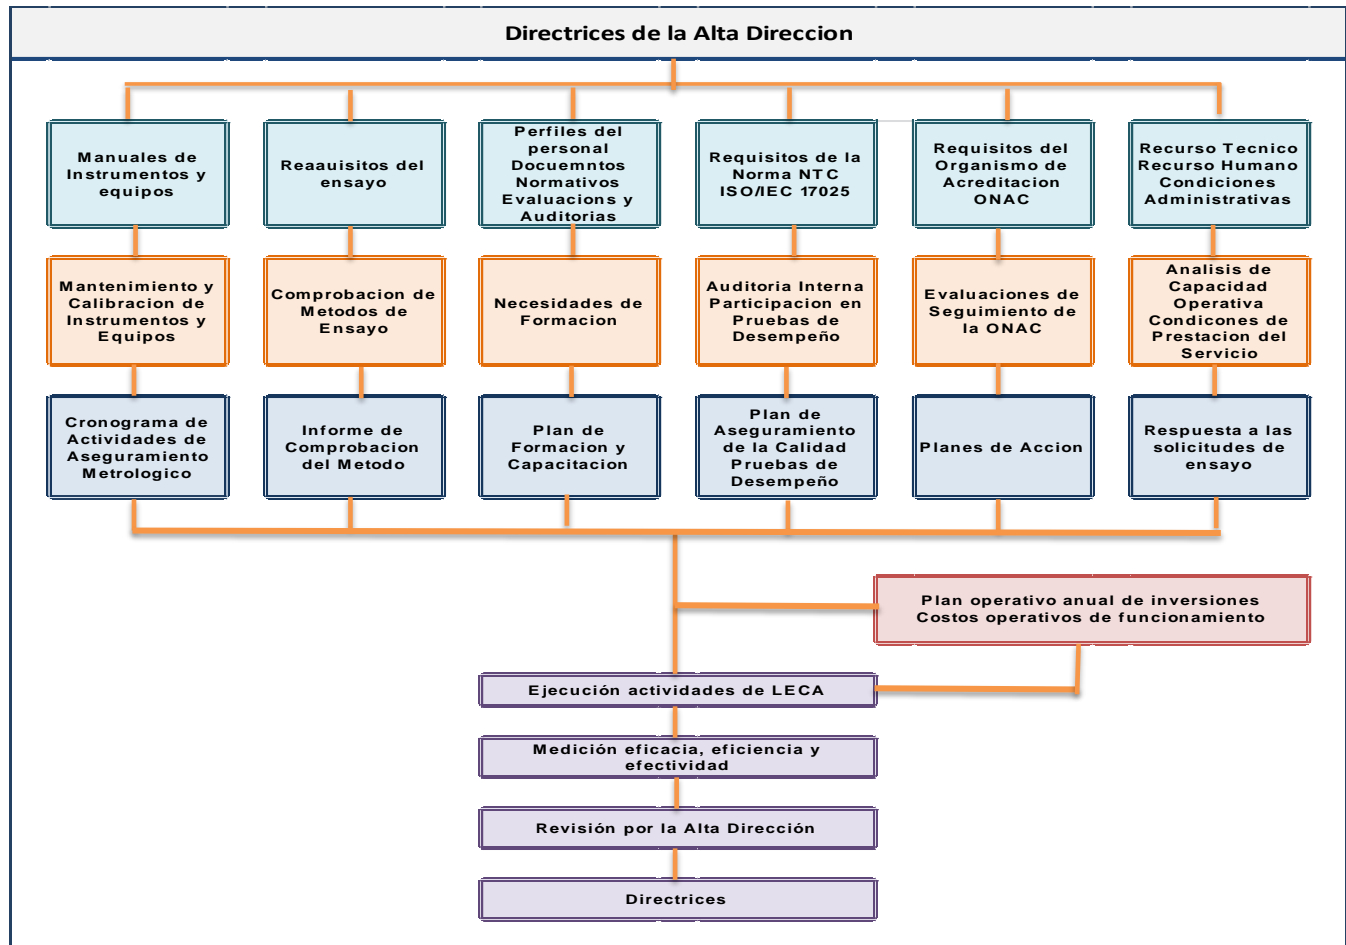 Directrices de la Alta Direccion
Manuales de
Instrumentos y
equipos
Reaauisitos del
ensayo
Perfiles del
personal
Docuemntos
Normativos
Evaluacions y
Auditorias
Requisitos de la
Norma NTC
ISO/IEC 17025
Requisitos del
Organismo de
Acreditacion
ONAC
Recurso Tecnico
Recurso Humano
Condiciones
Administrativas
Mantenimiento y
Calibracion de
Instrumentos y
Equipos
Comprobacion de
Metodos de
Ensayo
Necesidades de
Formacion
Auditoria Interna
Participacion en
Pruebas de
Desempeño
Evaluaciones de
Seguimiento de
la ONAC
Analisis de
Capacidad
Operativa
Condicones de
Prestacion del
Servicio
Cronograma de
Actividades de
Aseguramiento
Metrologico
Informe de
Comprobacion
del Metodo
Plan de
Formacion y
Capacitacion
Plan de
Aseguramiento
de la Calidad
Pruebas de
Desempeño
Planes de Accion
Respuesta a las
solicitudes de
ensayo
Plan operativo anual de inversiones
Costos operativos de funcionamiento
Ejecución actividades de LECA
Medición eficacia, eficiencia y
efectividad
Revisión por la Alta Dirección
Directrices